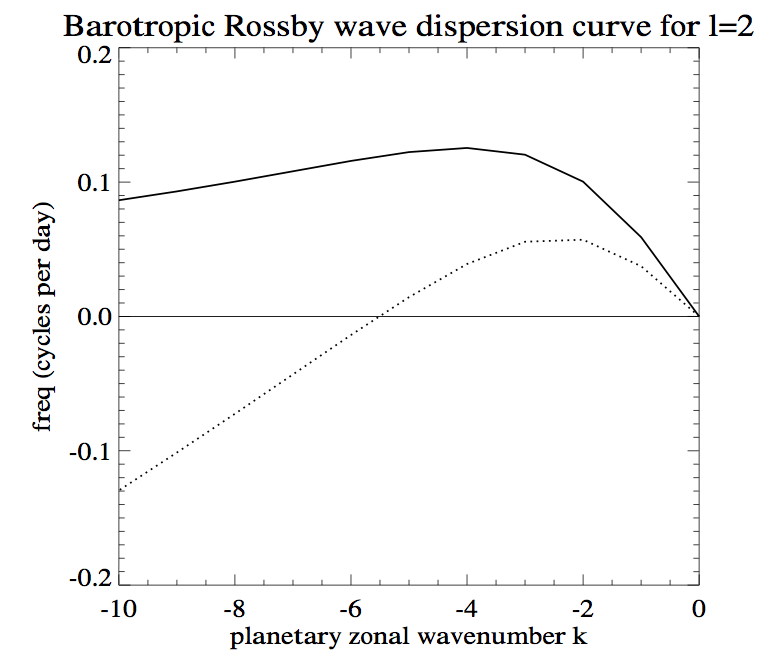 Barotropic Rossby wave dispersion curve for l=2
0.2
0.1
0.0
-0.1
-0.2
freq (cycles per day)
-10 -8 -6 -4 -2 0
planetary zonal wavenumber k